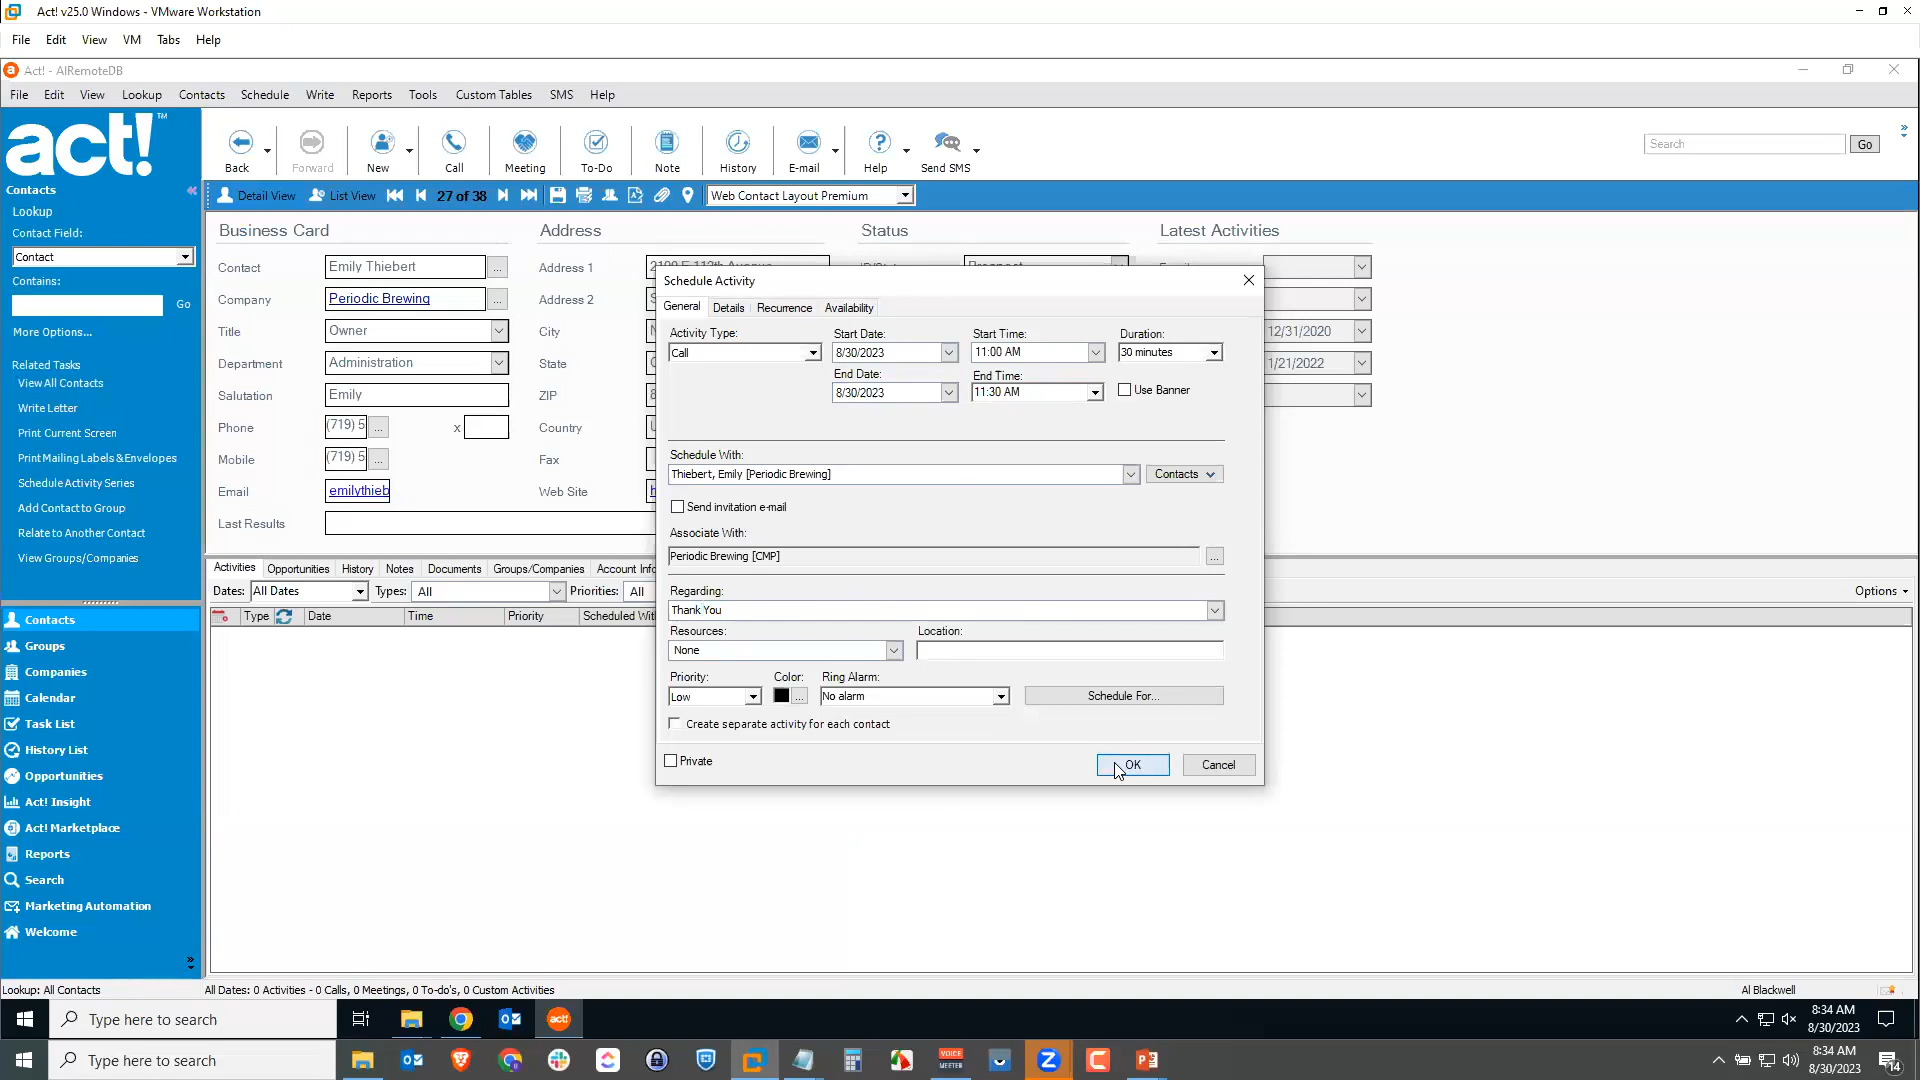 Act! v25.0 Windows - VMware Workstation
File Edit View VM Tabs Help
Act! - AIRemoteDB
File Edit View Lookup Contacts Schedule Write Reports Tools Custom Tables SMS Help
act!™
Back Forward New Call Meeting To-Do Note History E-mail Help Send SMS
Search Go
Contacts
Detail View List View 27 of 38 Web Contact Layout Premium
Lookup
Contact Field:
Contact
Contains:
Go
More Options...
Related Tasks
View All Contacts
Write Letter
Print Current Screen
Print Mailing Labels & Envelopes
Schedule Activity Series
Add Contact to Group
Relate to Another Contact
View Groups/Companies
Contacts
Groups
Companies
Calendar
Task List
History List
Opportunities
Act! Insight
Act! Marketplace
Reports
Search
Marketing Automation
Welcome
Business Card Address Status Latest Activities
Contact Emily Thiebert ... Address 1
Company Periodic Brewing ... Address 2
Title Owner City 12/31/2020
Department Administration State 1/21/2022
Salutation Emily ZIP
Phone (719) 5 ... x Country
Mobile (719) 5 ... Fax
Email emilythieb Web Site
Last Results
Schedule Activity
General Details Recurrence Availability
Activity Type: Start Date: Start Time: Duration:
Call 8/30/2023 11:00 AM 30 minutes
End Date: End Time:
8/30/2023 11:30 AM Use Banner
Schedule With:
Thiebert, Emily [Periodic Brewing] Contacts
Send invitation e-mail
Associate With:
Periodic Brewing [CMP] ...
Regarding:
Thank You
Resources: Location:
None
Priority: Color: Ring Alarm:
Low ... No alarm Schedule For...
Create separate activity for each contact
Private OK Cancel
Activities Opportunities History Notes Documents Groups/Companies Account Info
Dates: All Dates Types: All Priorities: All Options
Type Date Time Priority Scheduled With
Lookup: All Contacts All Dates: 0 Activities - 0 Calls, 0 Meetings, 0 To-do's, 0 Custom Activities Al Blackwell
Type here to search act! 8:34 AM
8/30/2023
Type here to search VOICE MEETER 8:34 AM
8/30/2023 14